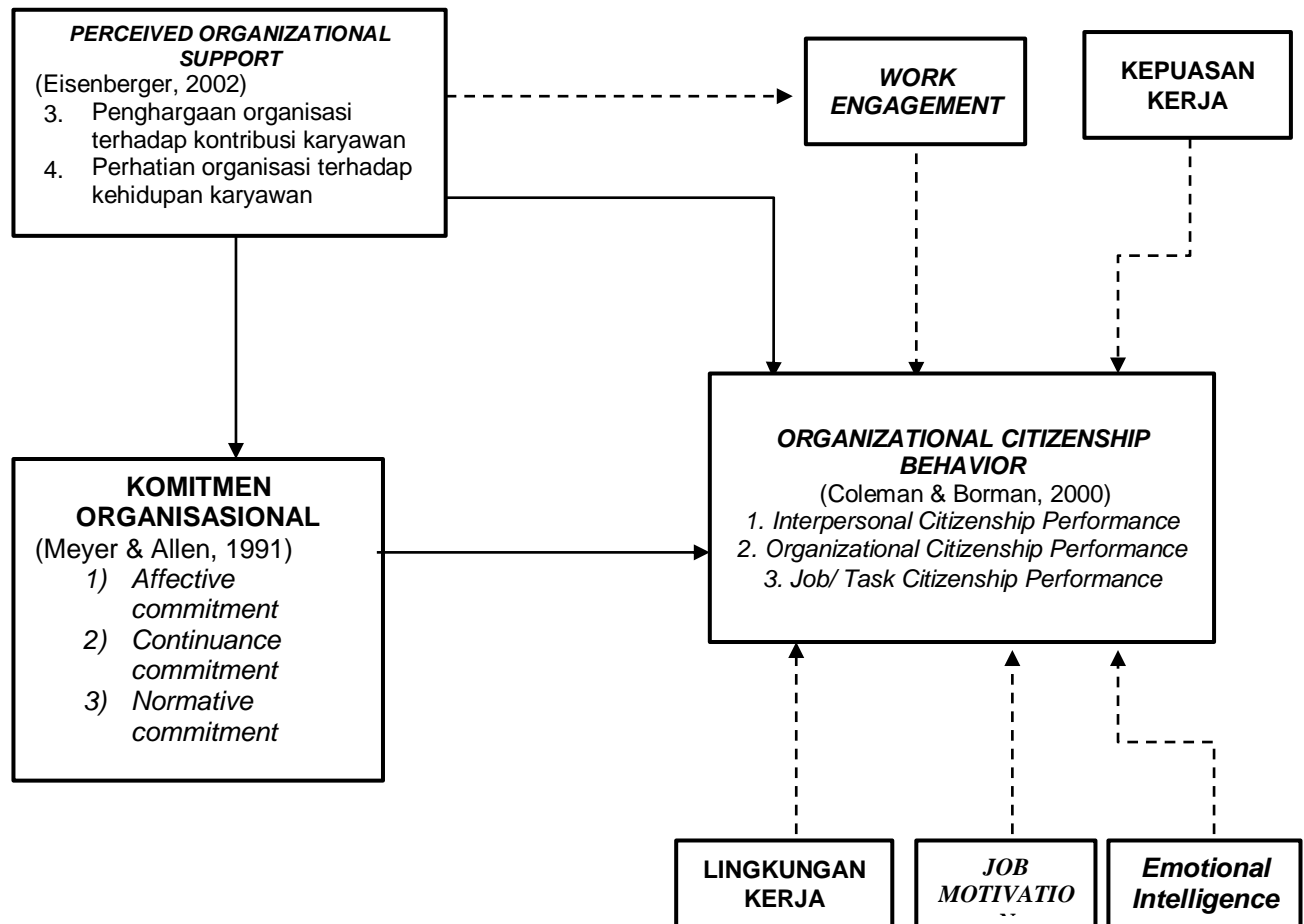 PERCEIVED ORGANIZATIONAL
SUPPORT
(Eisenberger, 2002)
3. Penghargaan organisasi
terhadap kontribusi karyawan
4. Perhatian organisasi terhadap
kehidupan karyawan
WORK
ENGAGEMENT
KEPUASAN
KERJA
KOMITMEN
ORGANISASIONAL
(Meyer & Allen, 1991)
1) Affective
commitment
2) Continuance
commitment
3) Normative
commitment
ORGANIZATIONAL CITIZENSHIP
BEHAVIOR
(Coleman & Borman, 2000)
1. Interpersonal Citizenship Performance
2. Organizational Citizenship Performance
3. Job/ Task Citizenship Performance
LINGKUNGAN
KERJA
JOB
MOTIVATIO
N
Emotional
Intelligence